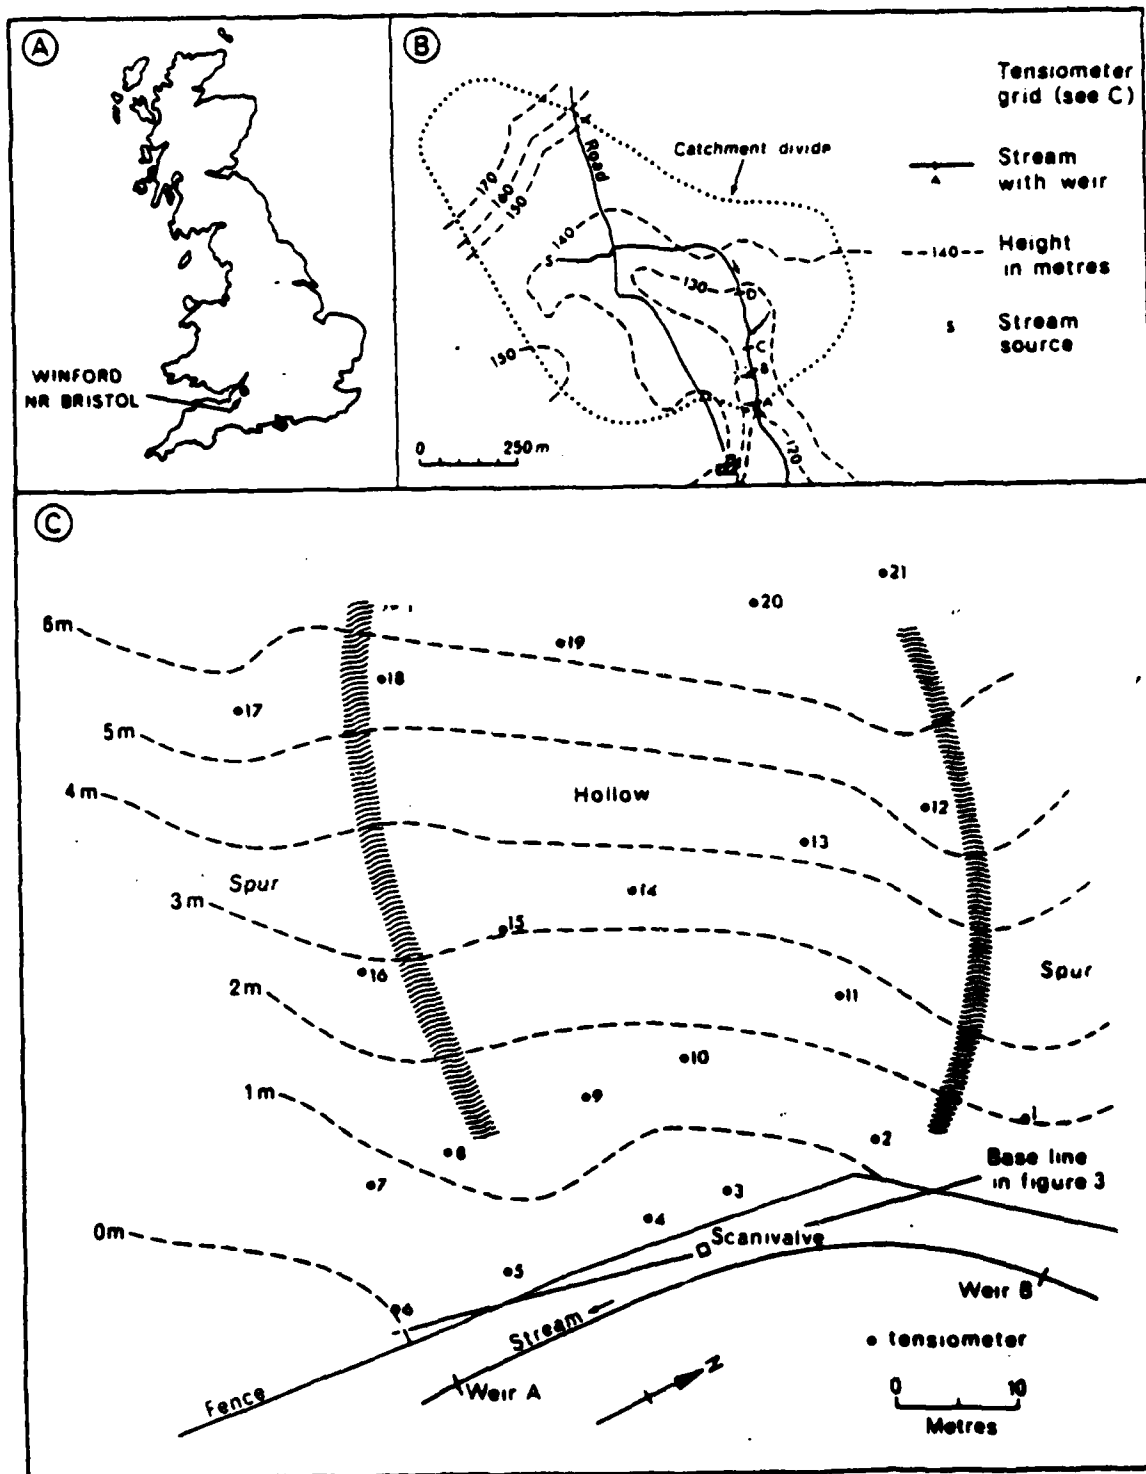 A
WINFORD
NR BRISTOL
B
Road
Catchment divide
170
160
150
140
S
130
D
C
B
A
150
120
0 250 m
Tensiometer
grid (see C)
A
Stream
with weir
140
Height
in metres
S
Stream
source
C
21
20
6m
19
18
17
5m
4m
Hollow
12
13
Spur
14
3m
15
16
Spur
2m
11
10
1m
9
1
2
8
Base line
in figure 3
7
3
4
0m
Scanivalve
5
6
Weir B
Stream
tensiometer
Weir A
N
Fence
0 10
Metres